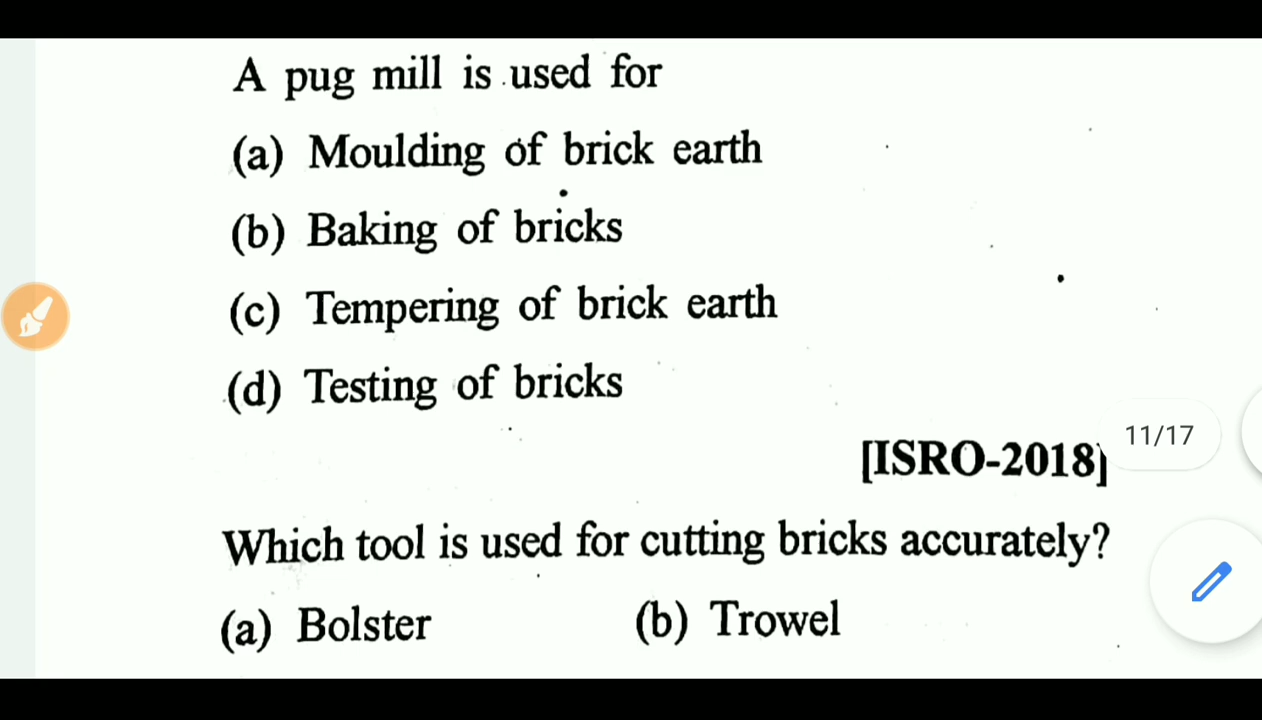 A pug mill is used for
(a) Moulding of brick earth
(b) Baking of bricks
(c) Tempering of brick earth
(d) Testing of bricks
[ISRO-2018]
11/17
Which tool is used for cutting bricks accurately?
(a) Bolster (b) Trowel